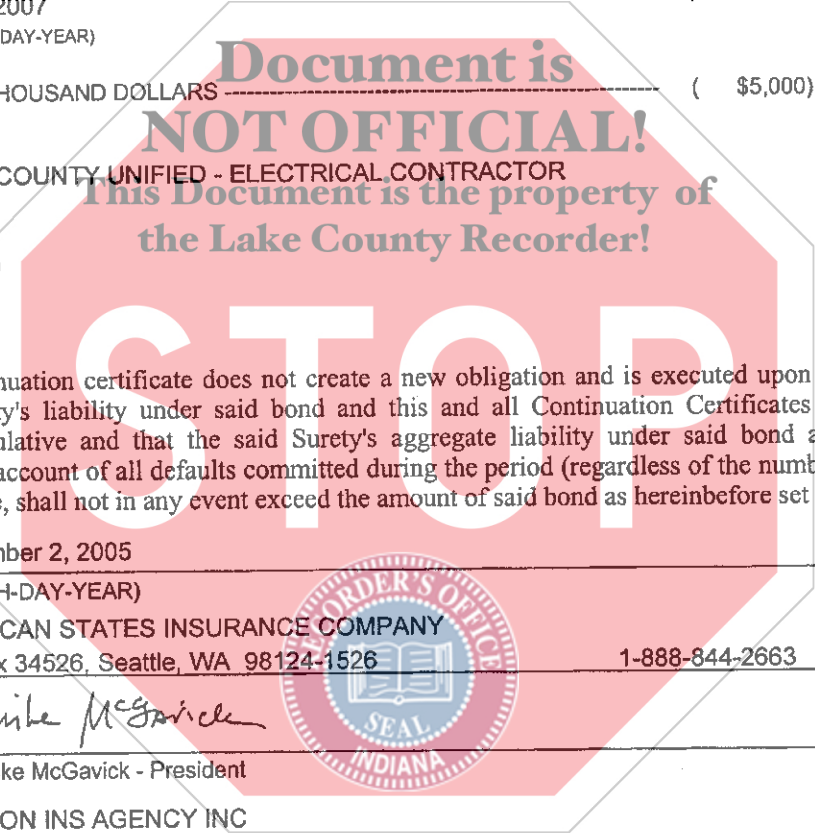 2007
DAY-YEAR)
Document is
HOUSAND DOLLARS ---------------------------------------------------------------- ( $5,000)
NOT OFFICIAL!
COUNTY UNIFIED - ELECTRICAL CONTRACTOR
This Document is the property of
the Lake County Recorder!
STOP
nuation certificate does not create a new obligation and is executed upon
ty's liability under said bond and this and all Continuation Certificates
ulative and that the said Surety's aggregate liability under said bond a
account of all defaults committed during the period (regardless of the numb
e, shall not in any event exceed the amount of said bond as hereinbefore set
mber 2, 2005
H-DAY-YEAR)
CAN STATES INSURANCE COMPANY
x 34526, Seattle, WA 98124-1526 1-888-844-2663
Mike McGavick
ke McGavick - President
ON INS AGENCY INC
RECORDER'S OFFICE
SEAL
INDIANA